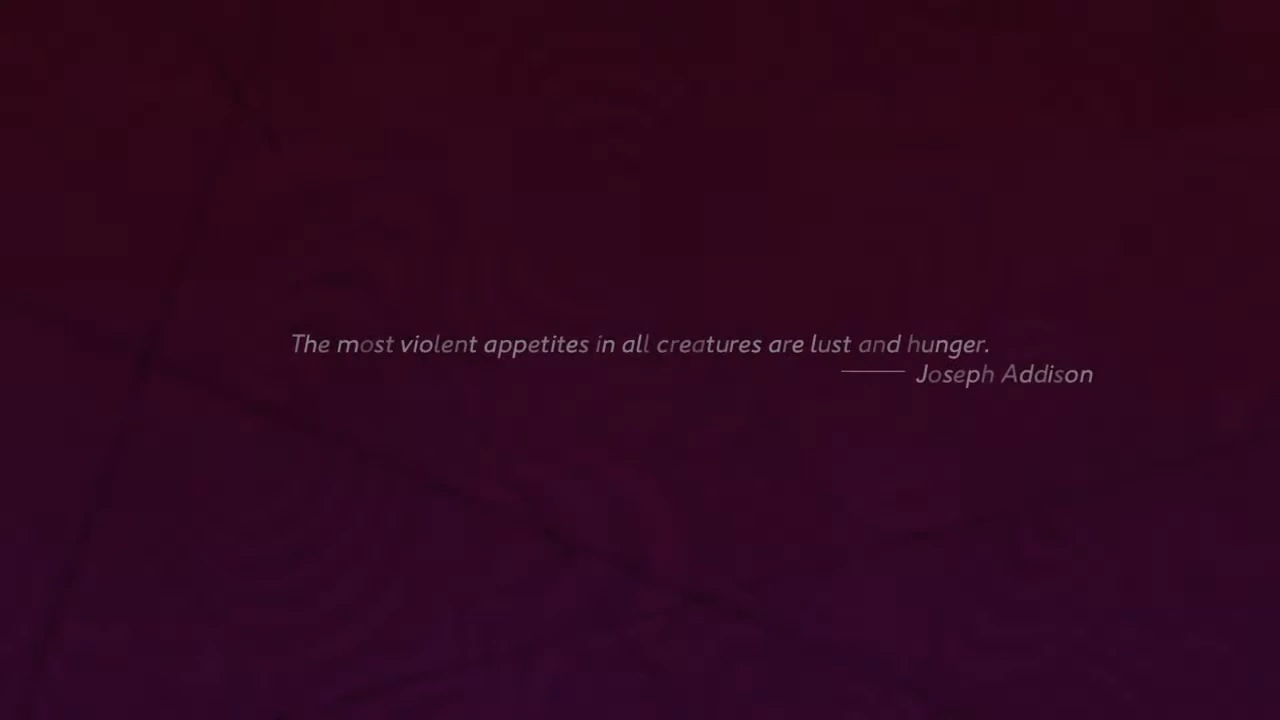 The most violent appetites in all creatures are lust and hunger.
Joseph Addison